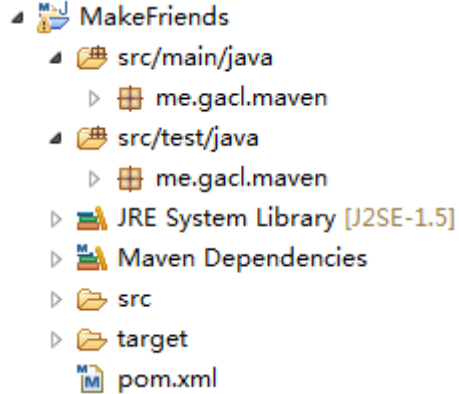 MakeFriends
src/main/java
me.gacl.maven
src/test/java
me.gacl.maven
JRE System Library [J2SE-1.5]
Maven Dependencies
src
target
pom.xml